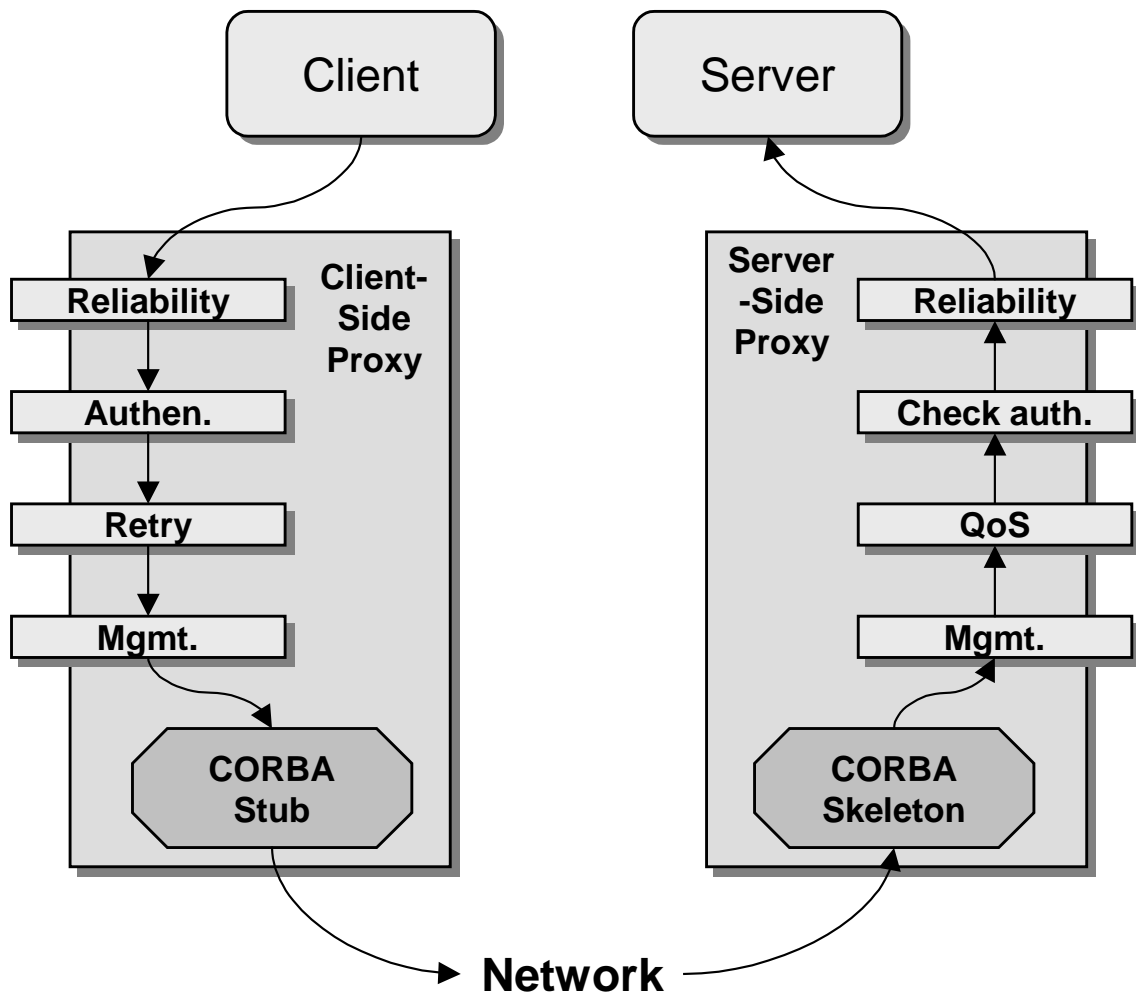 Client
Server
Client-
Side
Proxy
Reliability
Authen.
Retry
Mgmt.
CORBA
Stub
Server
-Side
Proxy
Reliability
Check auth.
QoS
Mgmt.
CORBA
Skeleton
Network